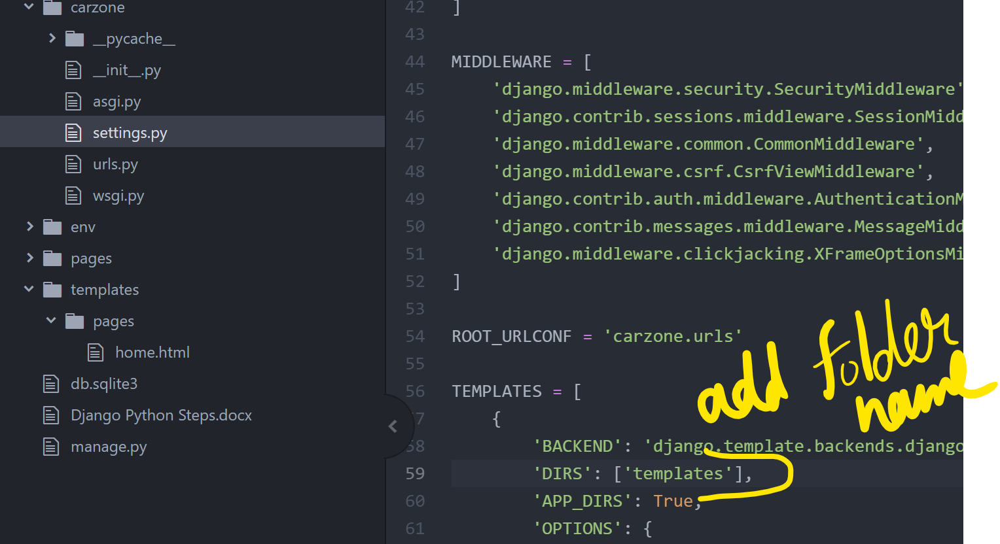 carzone
__pycache__
__init__.py
asgi.py
settings.py
urls.py
wsgi.py
env
pages
templates
pages
home.html
db.sqlite3
Django Python Steps.docx
manage.py
42 ]
43
44 MIDDLEWARE = [
45 'django.middleware.security.SecurityMiddleware'
46 'django.contrib.sessions.middleware.SessionMidd
47 'django.middleware.common.CommonMiddleware',
48 'django.middleware.csrf.CsrfViewMiddleware',
49 'django.contrib.auth.middleware.AuthenticationM
50 'django.contrib.messages.middleware.MessageMidd
51 'django.middleware.clickjacking.XFrameOptionsMi
52 ]
53
54 ROOT_URLCONF = 'carzone.urls'
55
56 TEMPLATES = [
7 {
58 'BACKEND': 'django.template.backends.django
59 'DIRS': ['templates'],
60 'APP_DIRS': True,
61 'OPTIONS': {
add folder
name